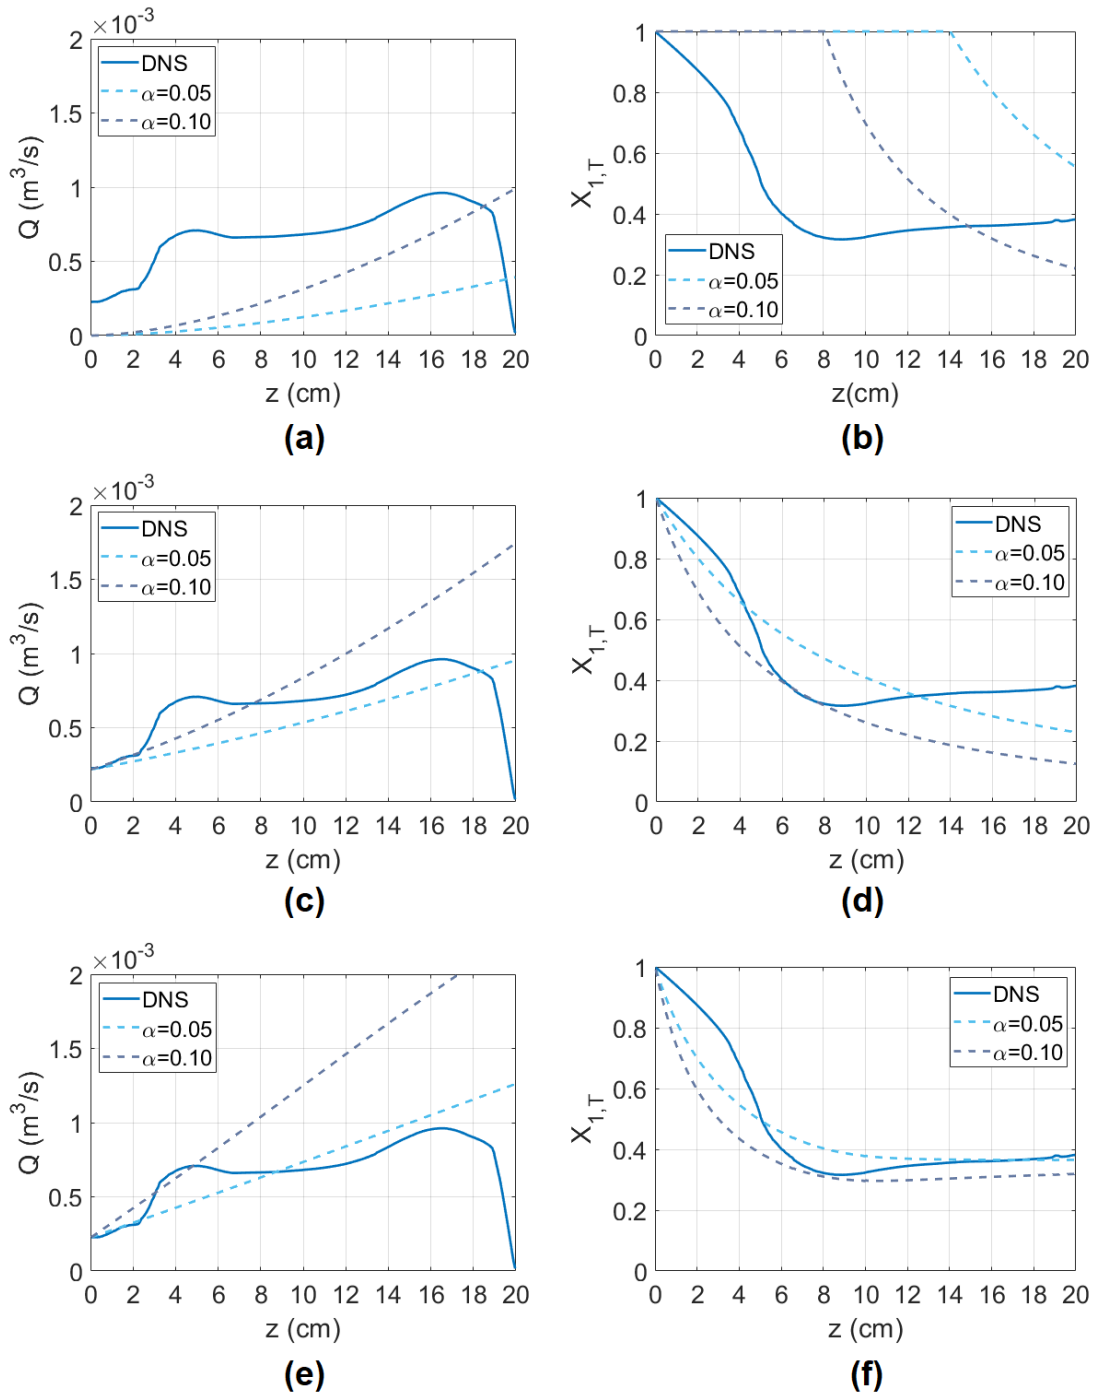 ×10⁻³
2
1.5
1
0.5
0
Q (m³/s)
DNS
α=0.05
α=0.10
0 2 4 6 8 10 12 14 16 18 20
z (cm)
(a)
1
0.8
0.6
0.4
0.2
0
X₁,T
DNS
α=0.05
α=0.10
0 2 4 6 8 10 12 14 16 18 20
z(cm)
(b)
×10⁻³
2
1.5
1
0.5
0
Q (m³/s)
DNS
α=0.05
α=0.10
0 2 4 6 8 10 12 14 16 18 20
z (cm)
(c)
1
0.8
0.6
0.4
0.2
0
X₁,T
DNS
α=0.05
α=0.10
0 2 4 6 8 10 12 14 16 18 20
z (cm)
(d)
×10⁻³
2
1.5
1
0.5
0
Q (m³/s)
DNS
α=0.05
α=0.10
0 2 4 6 8 10 12 14 16 18 20
z (cm)
(e)
1
0.8
0.6
0.4
0.2
0
X₁,T
DNS
α=0.05
α=0.10
0 2 4 6 8 10 12 14 16 18 20
z (cm)
(f)